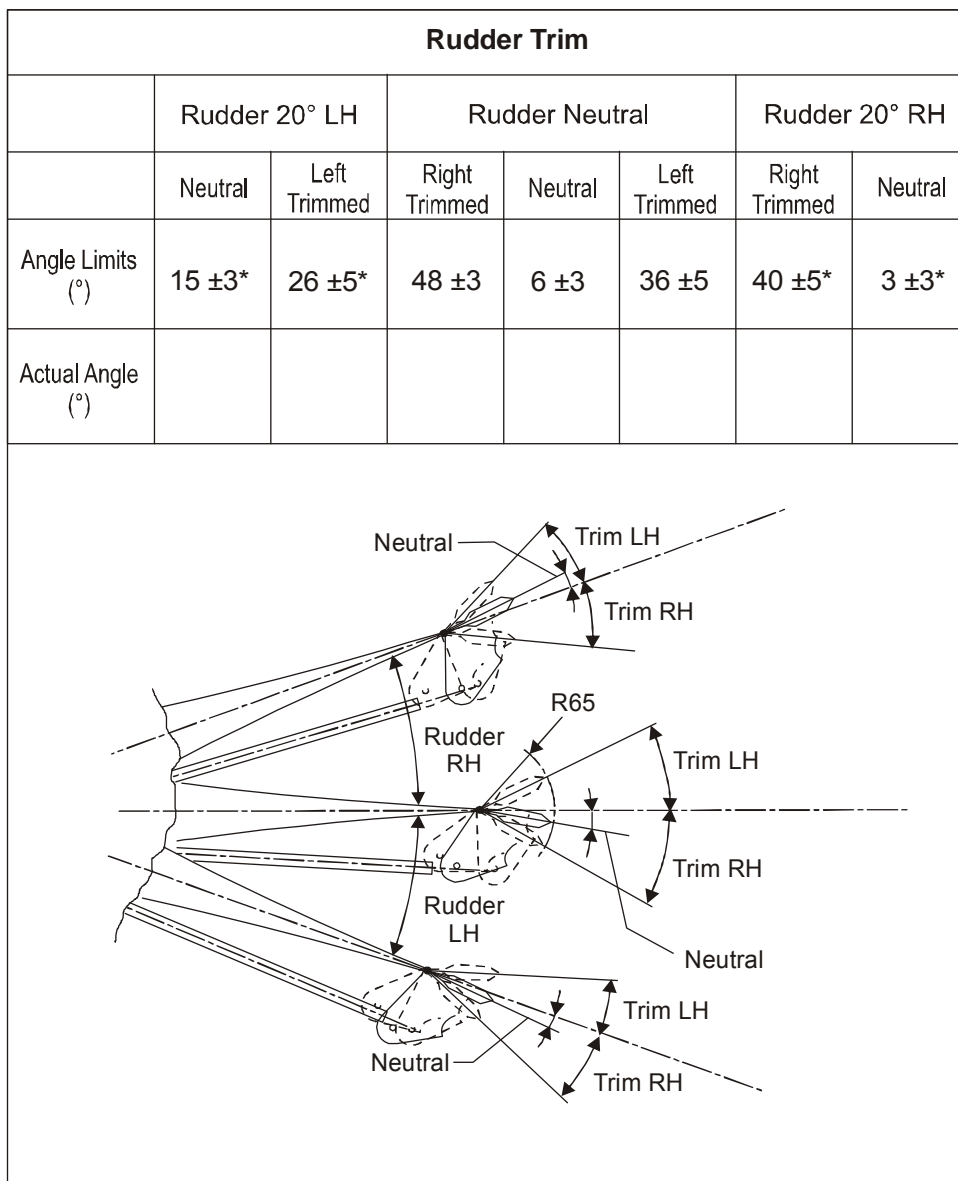 Rudder Trim
Rudder 20° LH Rudder Neutral Rudder 20° RH
Neutral Left Trimmed Right Trimmed Neutral Left Trimmed Right Trimmed Neutral
Angle Limits (°) 15 ±3* 26 ±5* 48 ±3 6 ±3 36 ±5 40 ±5* 3 ±3*
Actual Angle (°)
Neutral
Trim LH
Trim RH
R65
Rudder
RH
Trim LH
Trim RH
Rudder
LH
Neutral
Trim LH
Neutral
Trim RH